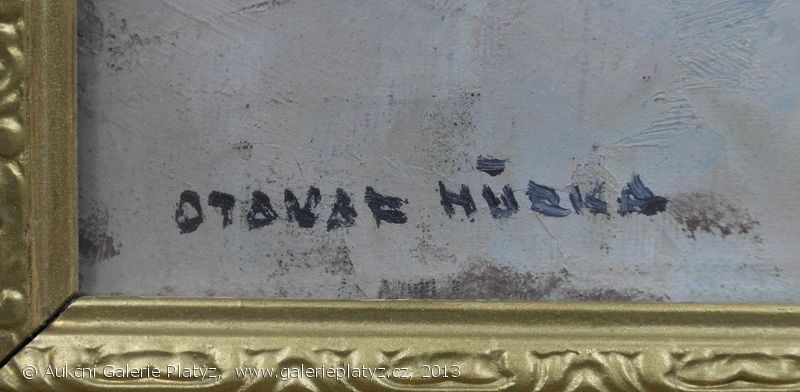 OTAKAR HŮRKA
© Aukční Galerie Platýz, www.galerieplatyz.cz, 2013